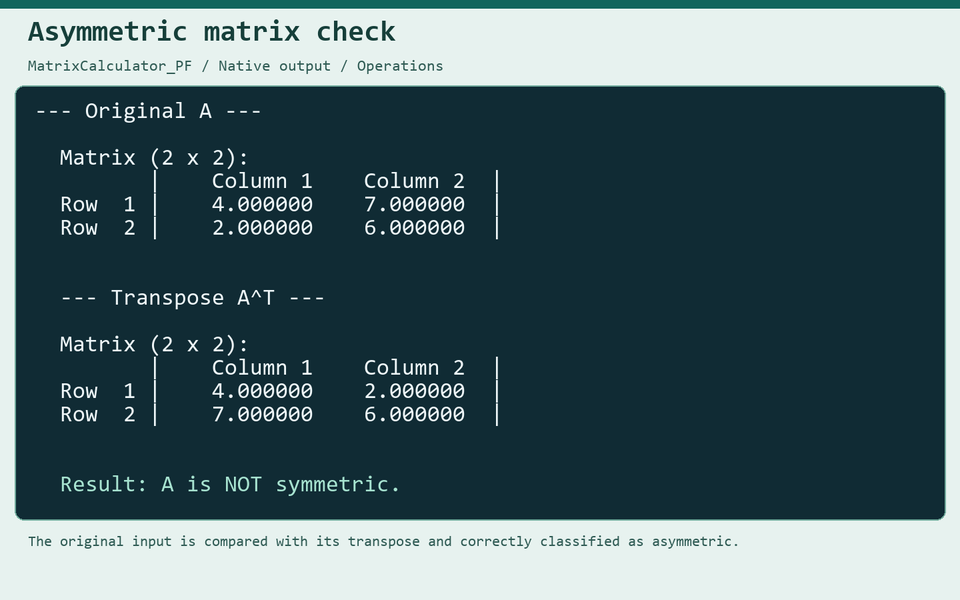 Asymmetric matrix check
MatrixCalculator_PF / Native output / Operations
--- Original A ---
Matrix (2 x 2):
| Column 1 Column 2 |
Row 1 | 4.000000 7.000000 |
Row 2 | 2.000000 6.000000 |
--- Transpose A^T ---
Matrix (2 x 2):
| Column 1 Column 2 |
Row 1 | 4.000000 2.000000 |
Row 2 | 7.000000 6.000000 |
Result: A is NOT symmetric.
The original input is compared with its transpose and correctly classified as asymmetric.